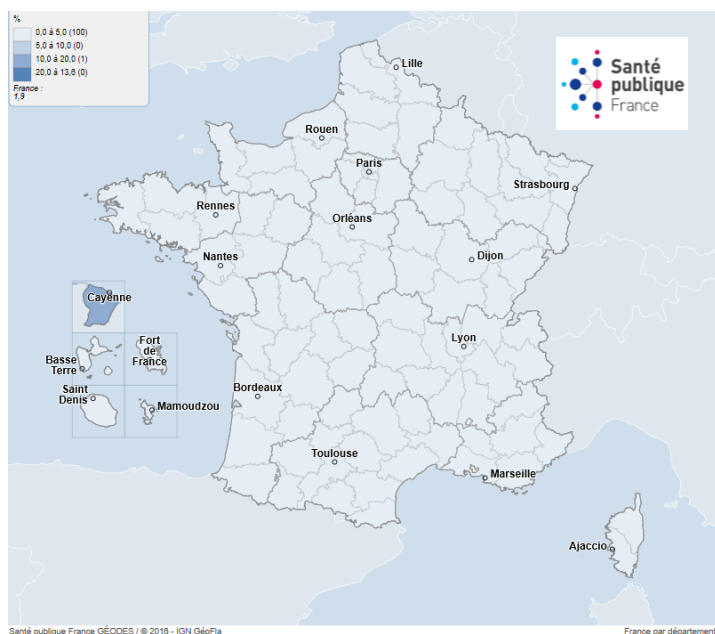 %
0,0 à 5,0 (100)
5,0 à 10,0 (0)
10,0 à 20,0 (1)
20,0 à 13,6 (0)
France :
1,9
Santé
publique
France
Lille
Rouen
Paris
Strasbourg
Rennes
Orléans
Nantes
Dijon
Cayenne
Fort
de
France
Basse
Terre
Lyon
Saint
Denis
Mamoudzou
Bordeaux
Toulouse
Marseille
Ajaccio
Santé publique France GÉODES / © 2016 - IGN GéoFla
France par département